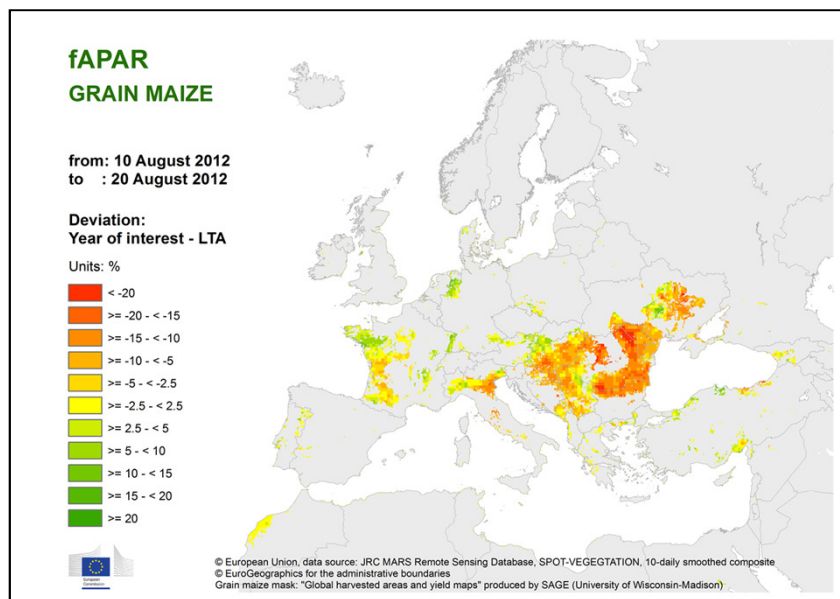 fAPAR
GRAIN MAIZE
from: 10 August 2012
to : 20 August 2012
Deviation:
Year of interest - LTA
Units: %
< -20
>= -20 - < -15
>= -15 - < -10
>= -10 - < -5
>= -5 - < -2.5
>= -2.5 - < 2.5
>= 2.5 - < 5
>= 5 - < 10
>= 10 - < 15
>= 15 - < 20
>= 20
European
Commission
© European Union, data source: JRC MARS Remote Sensing Database, SPOT-VEGEGTATION, 10-daily smoothed composite
© EuroGeographics for the administrative boundaries
Grain maize mask: "Global harvested areas and yield maps" produced by SAGE (University of Wisconsin-Madison)